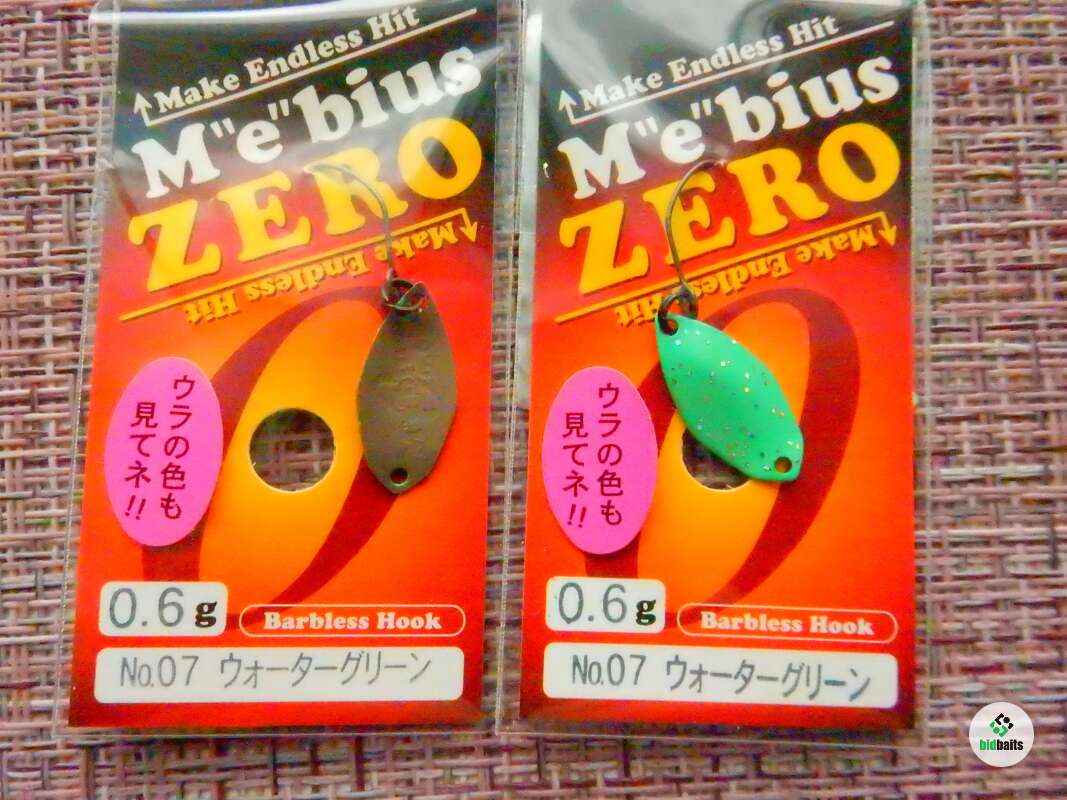 Make Endless Hit
M"e"bius
ZERO
Make Endless Hit
ウラの色も
見てネ!!
0.6g
Barbless Hook
No.07 ウォーターグリーン
Make Endless Hit
M"e"bius
ZERO
Make Endless Hit
ウラの色も
見てネ!!
0.6g
Barbless Hook
No.07 ウォーターグリーン
bidbaits